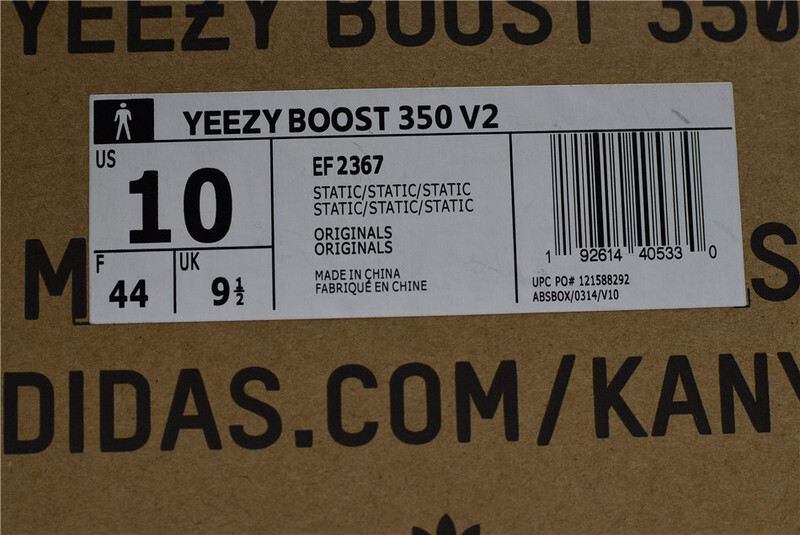 YEEZY BOOST 350
YEEZY BOOST 350 V2
US
10
F
44
UK
9 1/2
EF2367
STATIC/STATIC/STATIC
STATIC/STATIC/STATIC
ORIGINALS
ORIGINALS
MADE IN CHINA
FABRIQUÉ EN CHINE
1 92614 40533 0
UPC PO# 121588292
ABSBOX/0314/V10
M
S
DIDAS.COM/KANY